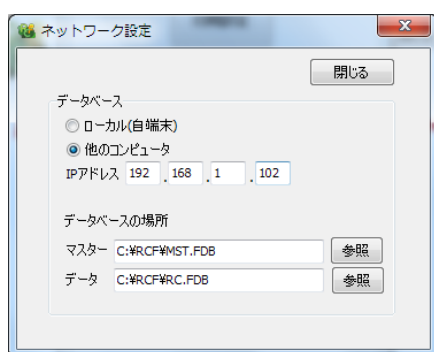 ネットワーク設定
閉じる
データベース
ローカル(自端末)
他のコンピュータ
IPアドレス 192 . 168 . 1 . 102
データベースの場所
マスター C:¥RCF¥MST.FDB 参照
データ C:¥RCF¥RC.FDB 参照